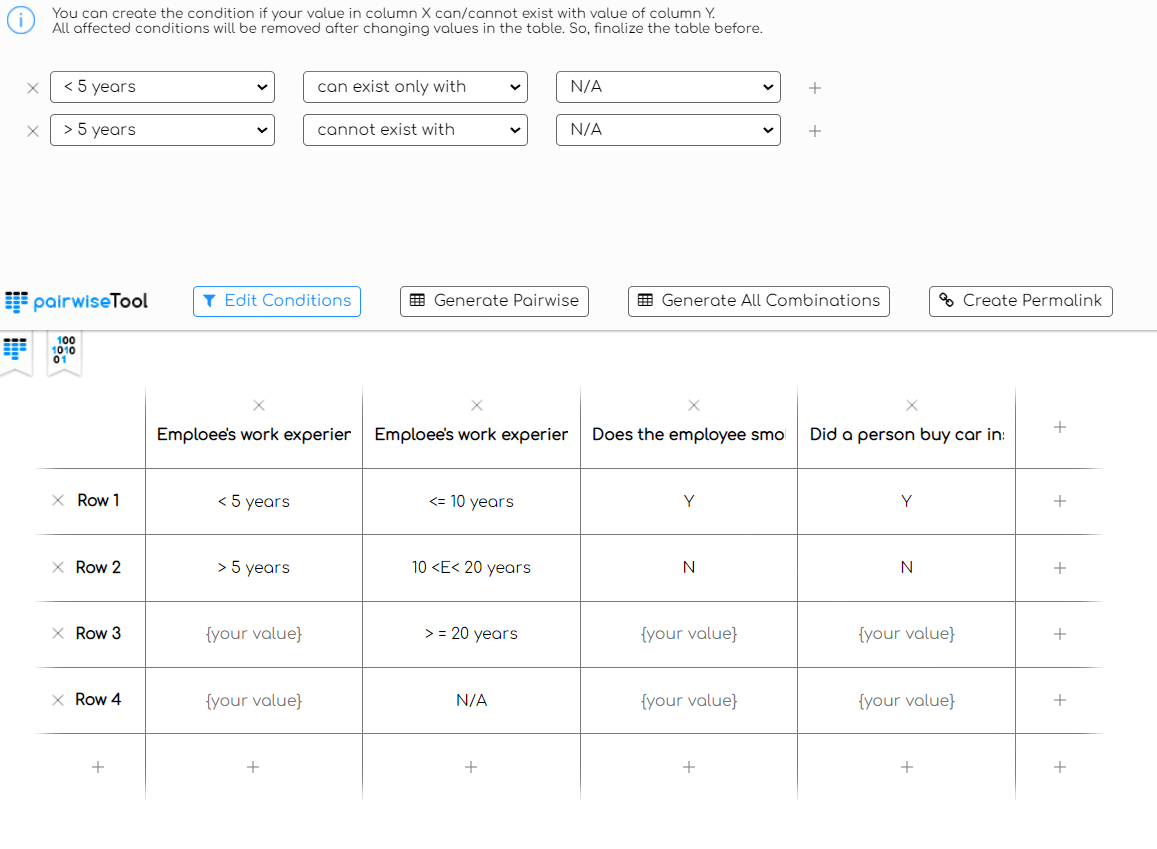 You can create the condition if your value in column X can/cannot exist with value of column Y.
All affected conditions will be removed after changing values in the table. So, finalize the table before.
< 5 years can exist only with N/A
> 5 years cannot exist with N/A
pairwiseTool Edit Conditions Generate Pairwise Generate All Combinations Create Permalink
100
1010
01
Emploee's work experier Emploee's work experier Does the employee smo Did a person buy car in
Row 1 < 5 years <= 10 years Y Y
Row 2 > 5 years 10 <E< 20 years N N
Row 3 {your value} > = 20 years {your value} {your value}
Row 4 {your value} N/A {your value} {your value}